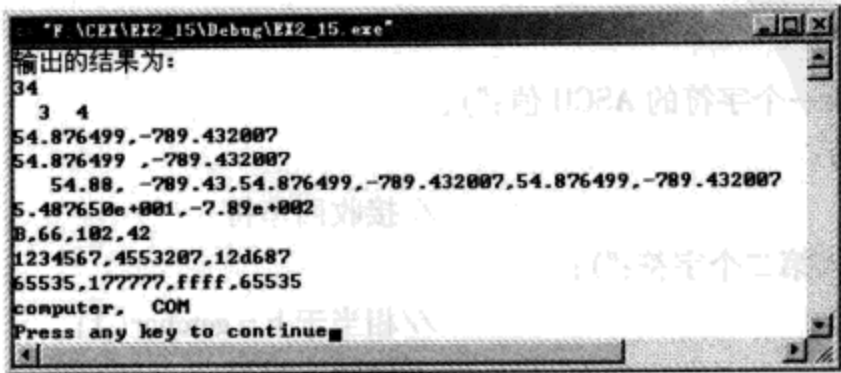 "F:\CEX\EX2_15\Debug\EX2_15.exe"
输出的结果为:
34
  3  4
54.876499,-789.432007
54.876499 ,-789.432007
   54.88, -789.43,54.876499,-789.432007,54.876499,-789.432007
5.487650e+001,-7.89e+002
B,66,102,42
1234567,4553207,12d687
65535,177777,ffff,65535
computer,  COM
Press any key to continue